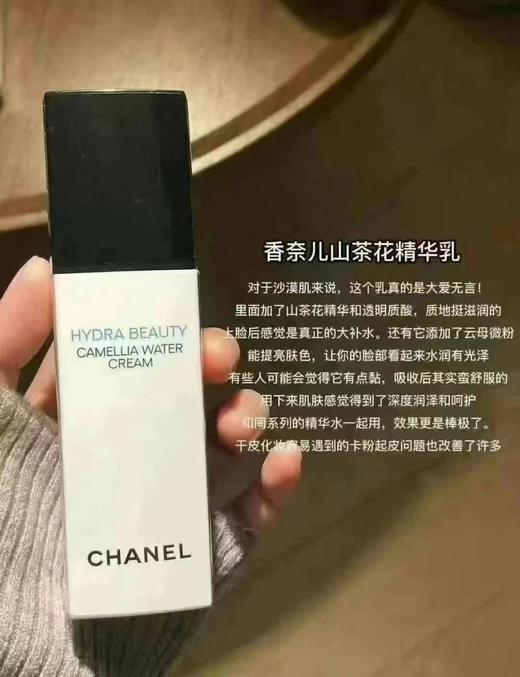 香奈儿山茶花精华乳
对于沙漠肌来说，这个乳真的是大爱无言！
里面加了山茶花精华和透明质酸，质地挺滋润的
上脸后感觉是真正的大补水。还有它添加了云母微粉
能提亮肤色，让你的脸部看起来水润有光泽
有些人可能会觉得它有点黏，吸收后其实蛮舒服的
用下来肌肤感觉得到了深度润泽和呵护
和同系列的精华水一起用，效果更是棒极了。
干皮化妆容易遇到的卡粉起皮问题也改善了许多
HYDRA BEAUTY
CAMELLIA WATER
CREAM
CHANEL